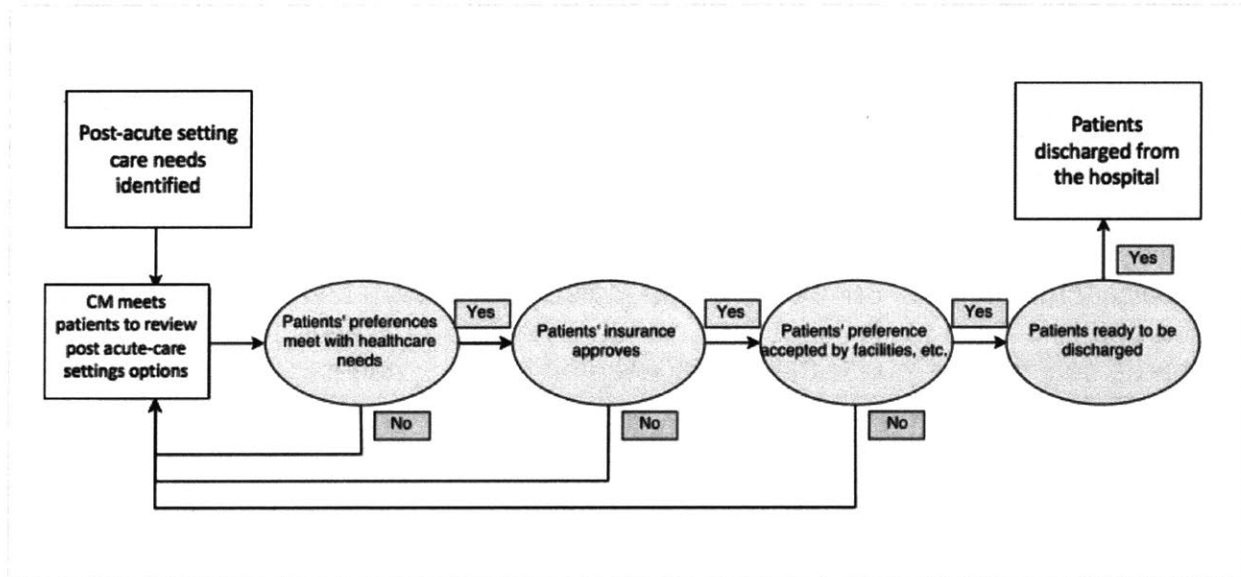 Post-acute setting
care needs
identified
Patients
discharged from
the hospital
Yes
CM meets
patients to review
post acute-care
settings options
Patients' preferences
meet with healthcare
needs
Yes
Patients' insurance
approves
Yes
Patients' preference
accepted by facilities, etc.
Yes
Patients ready to be
discharged
No
No
No